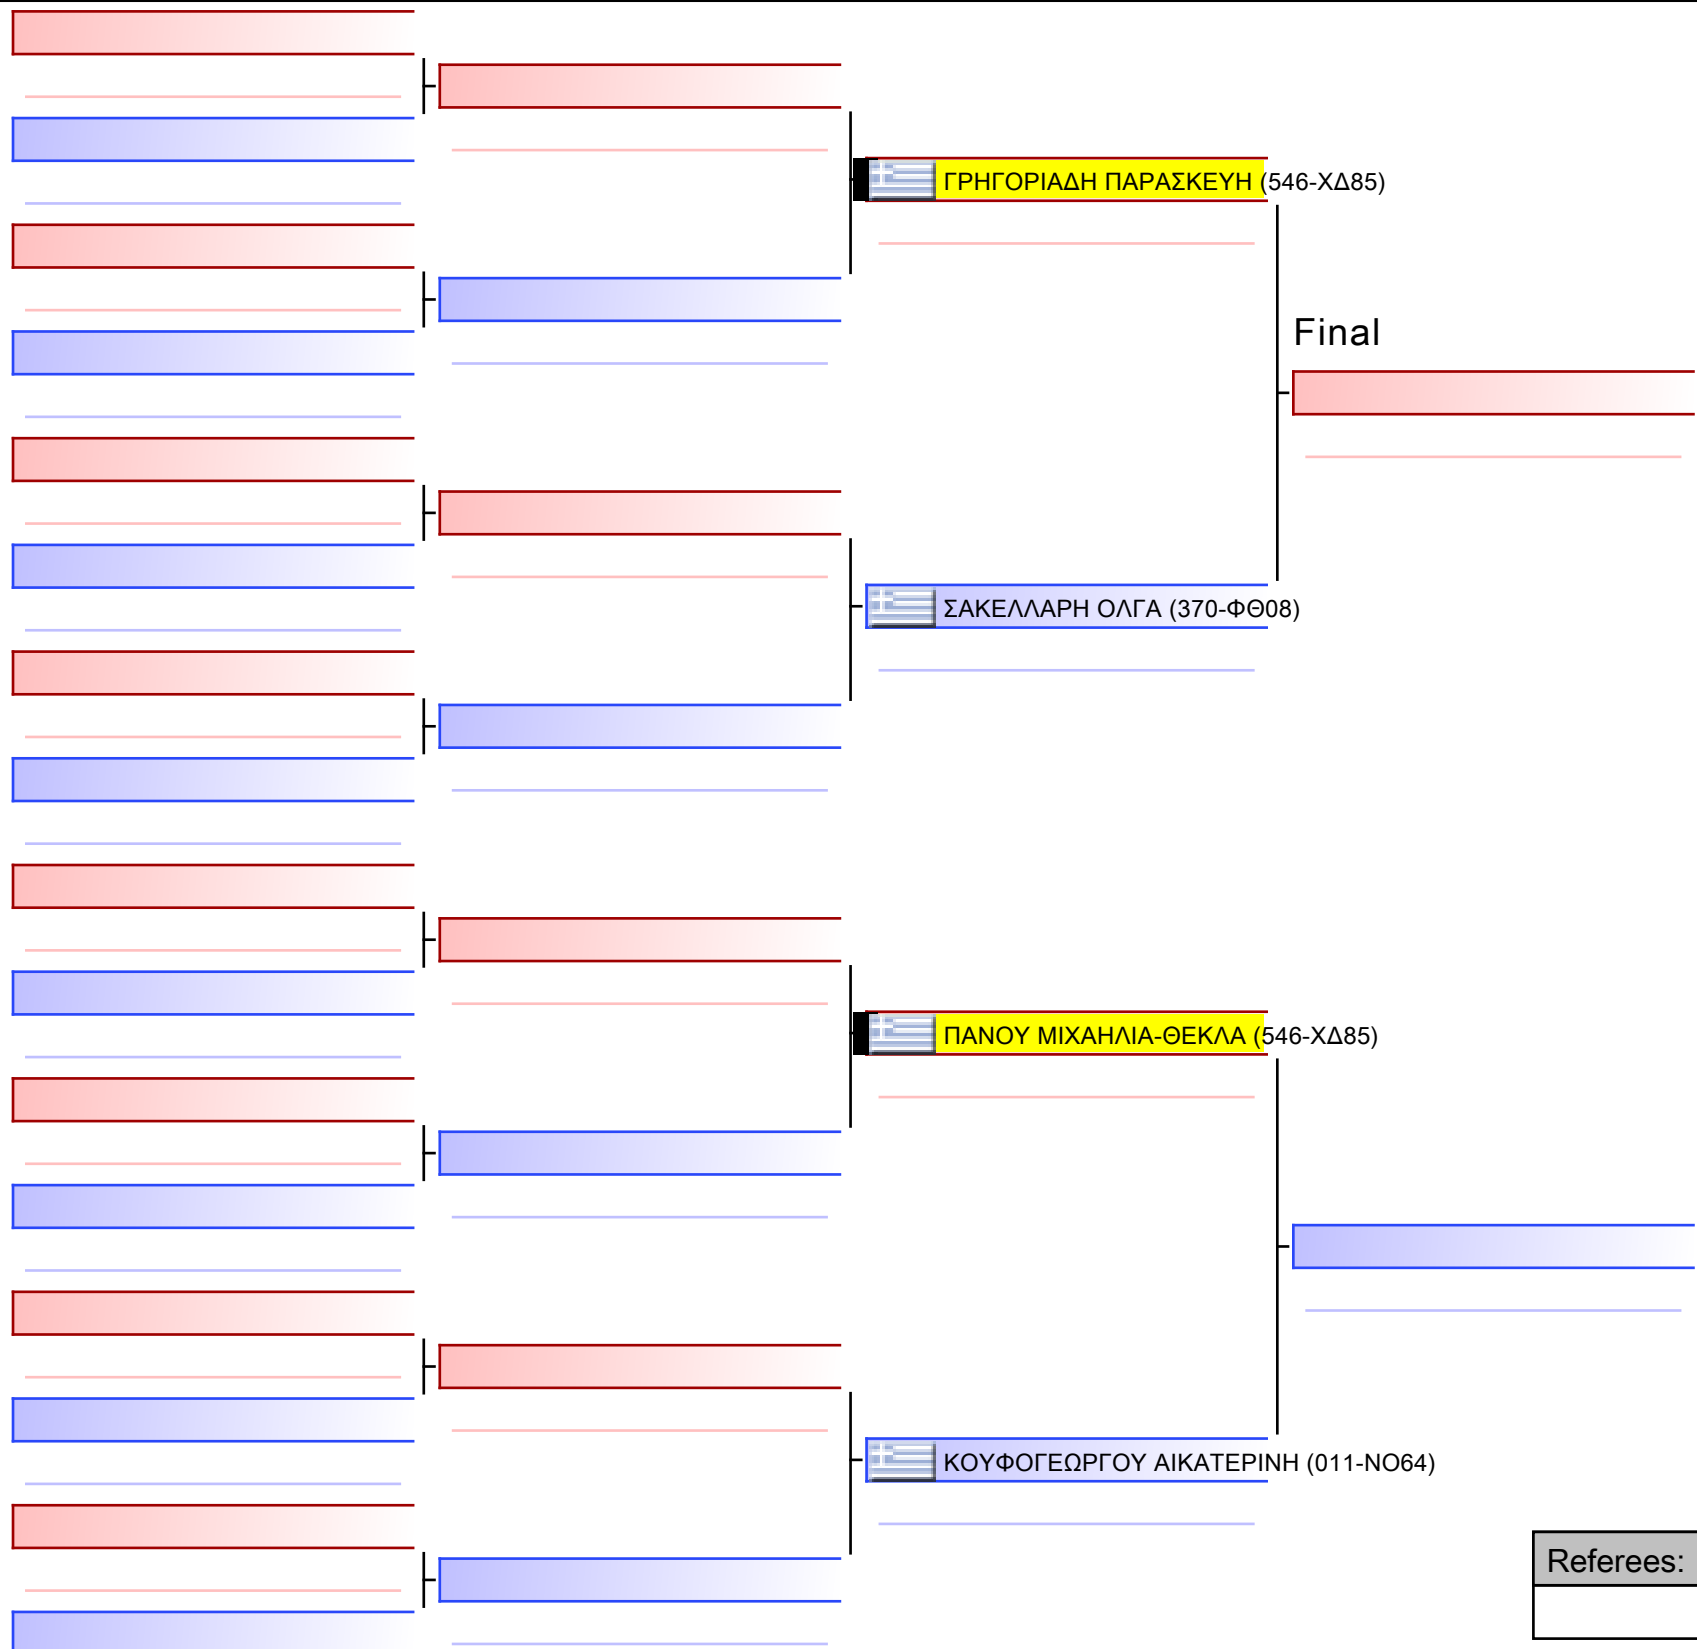 ΓΡΗΓΟΡΙΑΔΗ ΠΑΡΑΣΚΕΥΗ (546-ΧΔ85)
Final
ΣΑΚΕΛΛΑΡΗ ΟΛΓΑ (370-ΦΘ08)
ΠΑΝΟΥ ΜΙΧΑΗΛΙΑ-ΘΕΚΛΑ (546-ΧΔ85)
ΚΟΥΦΟΓΕΩΡΓΟΥ ΑΙΚΑΤΕΡΙΝΗ (011-ΝΟ64)
Referees: